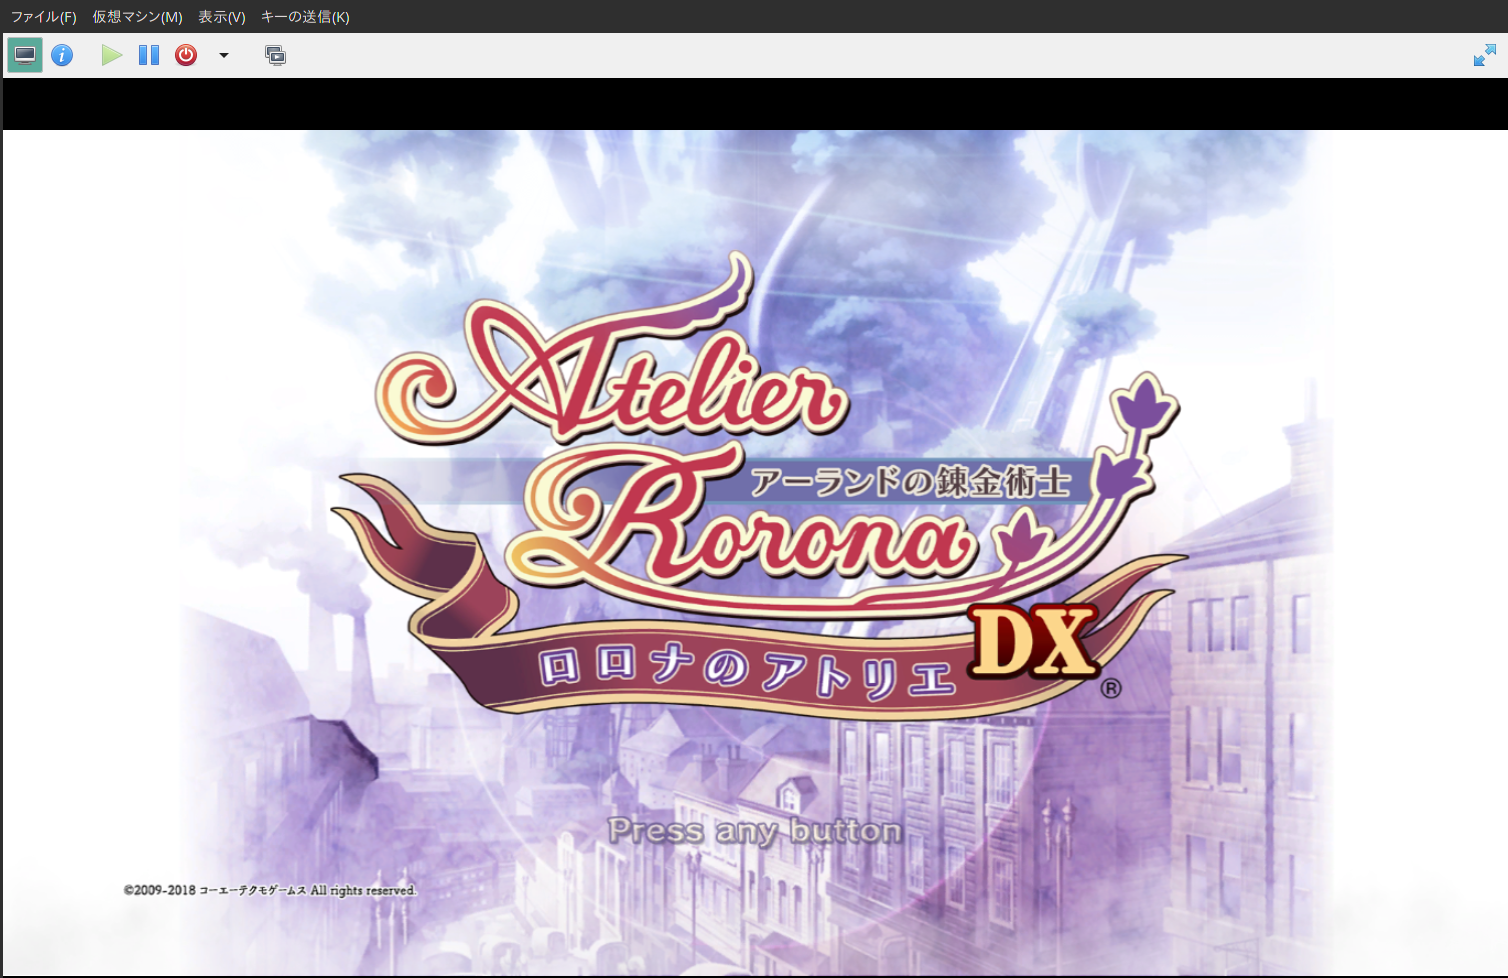 ファイル(F) 仮想マシン(M) 表示(V) キーの送信(K)
Atelier
アーランドの錬金術士
Rorona
DX
ロロナのアトリエ
®
Press any button
©2009-2018 コーエーテクモゲームス All rights reserved.